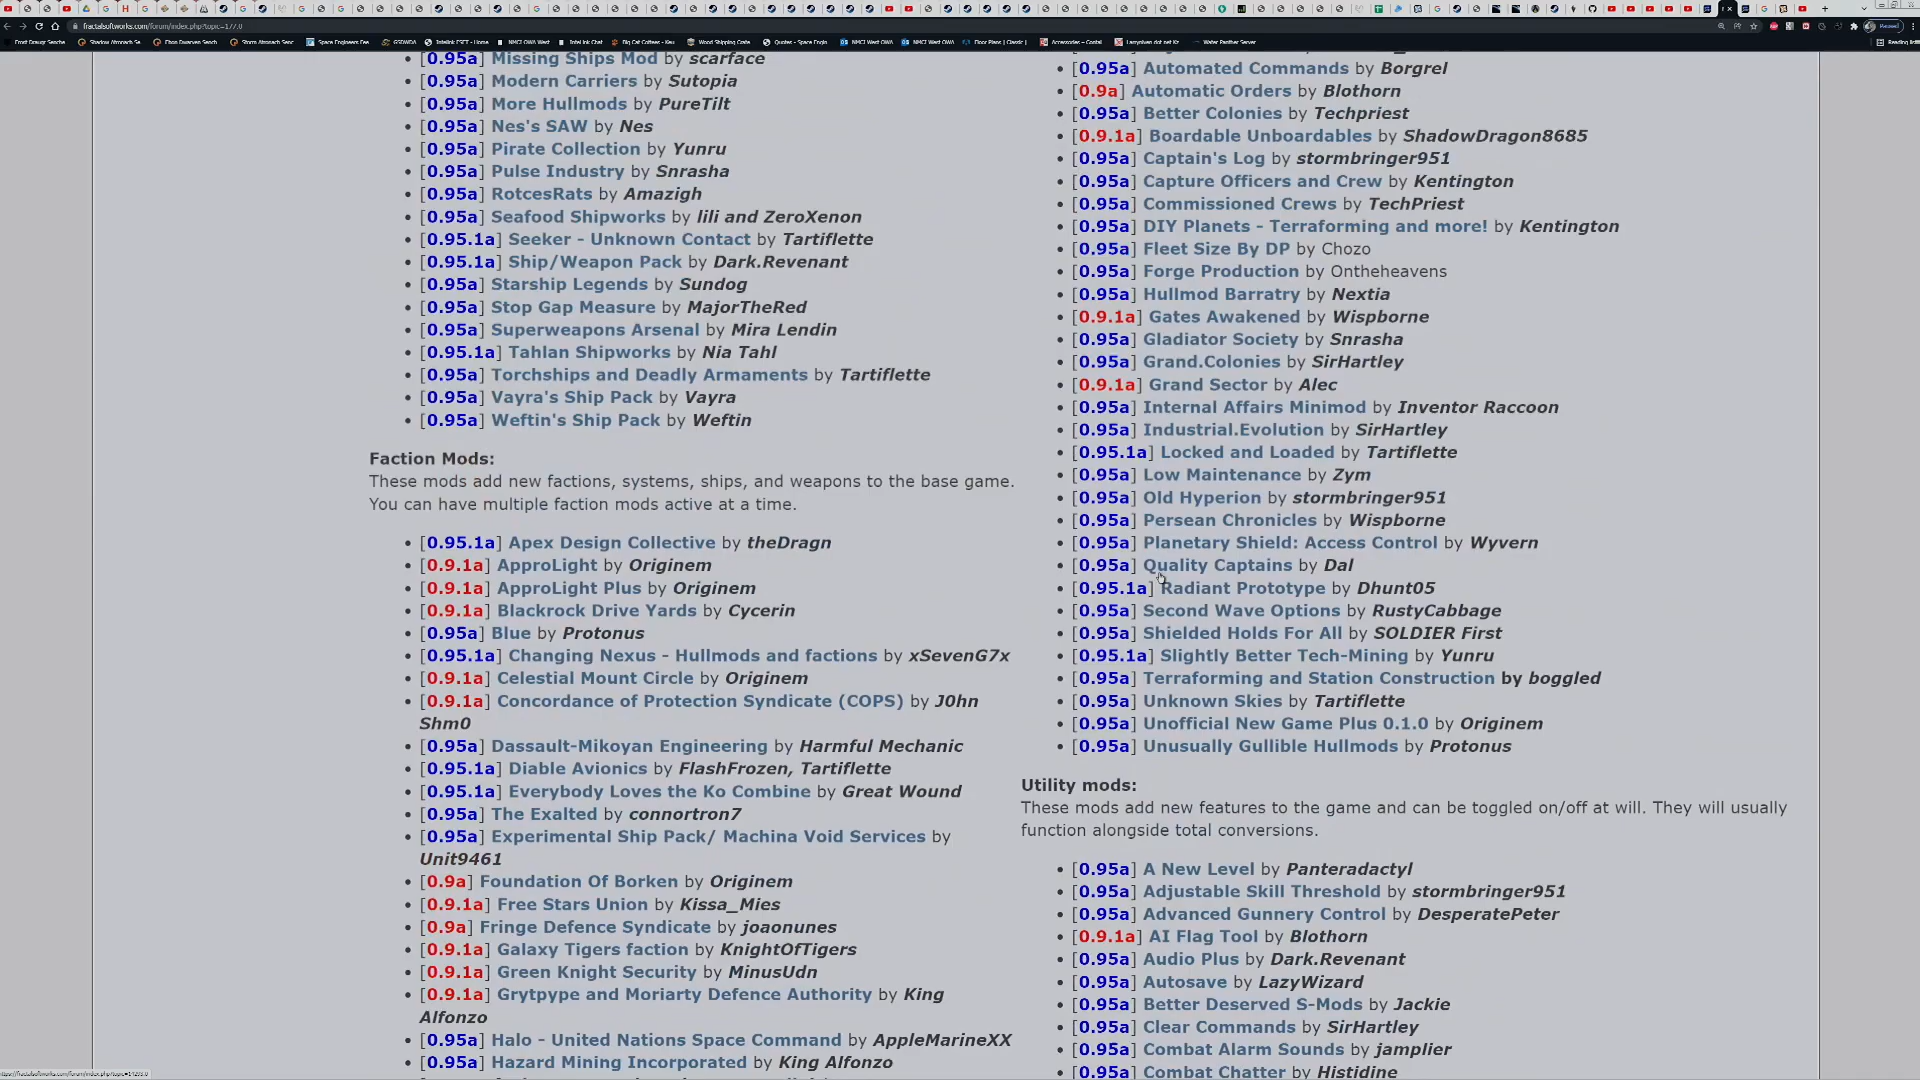 fractalsoftworks.com/forum/index.php?topic=177.0
Missing Ships Mod by scarface
[0.95a] Modern Carriers by Sutopia
[0.95a] More Hullmods by PureTilt
[0.95a] Nes's SAW by Nes
[0.95a] Pirate Collection by Yunru
[0.95a] Pulse Industry by Snrasha
[0.95a] RotcesRats by Amazigh
[0.95a] Seafood Shipworks by lili and ZeroXenon
[0.95.1a] Seeker - Unknown Contact by Tartiflette
[0.95.1a] Ship/Weapon Pack by Dark.Revenant
[0.95a] Starship Legends by Sundog
[0.95a] Stop Gap Measure by MajorTheRed
[0.95a] Superweapons Arsenal by Mira Lendin
[0.95.1a] Tahlan Shipworks by Nia Tahl
[0.95a] Torchships and Deadly Armaments by Tartiflette
[0.95a] Vayra's Ship Pack by Vayra
[0.95a] Weftin's Ship Pack by Weftin
Faction Mods:
These mods add new factions, systems, ships, and weapons to the base game.
You can have multiple faction mods active at a time.
[0.95.1a] Apex Design Collective by theDragn
[0.9.1a] ApproLight by Originem
[0.9.1a] ApproLight Plus by Originem
[0.9.1a] Blackrock Drive Yards by Cycerin
[0.95a] Blue by Protonus
[0.95.1a] Changing Nexus - Hullmods and factions by xSevenG7x
[0.9.1a] Celestial Mount Circle by Originem
[0.9.1a] Concordance of Protection Syndicate (COPS) by J0hn
Shm0
[0.95a] Dassault-Mikoyan Engineering by Harmful Mechanic
[0.95.1a] Diable Avionics by FlashFrozen, Tartiflette
[0.95.1a] Everybody Loves the Ko Combine by Great Wound
[0.95a] The Exalted by connortron7
[0.95a] Experimental Ship Pack/ Machina Void Services by
Unit9461
[0.9a] Foundation Of Borken by Originem
[0.9.1a] Free Stars Union by Kissa_Mies
[0.9a] Fringe Defence Syndicate by joaonunes
[0.9.1a] Galaxy Tigers faction by KnightOfTigers
[0.9.1a] Green Knight Security by MinusUdn
[0.9.1a] Grytpype and Moriarty Defence Authority by King
Alfonzo
[0.95a] Halo - United Nations Space Command by AppleMarineXX
[0.95a] Hazard Mining Incorporated by King Alfonzo
[0.95a] Automated Commands by Borgrel
[0.9a] Automatic Orders by Blothorn
[0.95a] Better Colonies by Techpriest
[0.9.1a] Boardable Unboardables by ShadowDragon8685
[0.95a] Captain's Log by stormbringer951
[0.95a] Capture Officers and Crew by Kentington
[0.95a] Commissioned Crews by TechPriest
[0.95a] DIY Planets - Terraforming and more! by Kentington
[0.95a] Fleet Size By DP by Chozo
[0.95a] Forge Production by Ontheheavens
[0.95a] Hullmod Barratry by Nextia
[0.9.1a] Gates Awakened by Wispborne
[0.95a] Gladiator Society by Snrasha
[0.95a] Grand.Colonies by SirHartley
[0.9.1a] Grand Sector by Alec
[0.95a] Internal Affairs Minimod by Inventor Raccoon
[0.95a] Industrial.Evolution by SirHartley
[0.95.1a] Locked and Loaded by Tartiflette
[0.95a] Low Maintenance by Zym
[0.95a] Old Hyperion by stormbringer951
[0.95a] Persean Chronicles by Wispborne
[0.95a] Planetary Shield: Access Control by Wyvern
[0.95a] Quality Captains by Dal
[0.95.1a] Radiant Prototype by Dhunt05
[0.95a] Second Wave Options by RustyCabbage
[0.95a] Shielded Holds For All by SOLDIER First
[0.95.1a] Slightly Better Tech-Mining by Yunru
[0.95a] Terraforming and Station Construction by boggled
[0.95a] Unknown Skies by Tartiflette
[0.95a] Unofficial New Game Plus 0.1.0 by Originem
[0.95a] Unusually Gullible Hullmods by Protonus
Utility mods:
These mods add new features to the game and can be toggled on/off at will. They will usually
function alongside total conversions.
[0.95a] A New Level by Panteradactyl
[0.95a] Adjustable Skill Threshold by stormbringer951
[0.95a] Advanced Gunnery Control by DesperatePeter
[0.9.1a] AI Flag Tool by Blothorn
[0.95a] Audio Plus by Dark.Revenant
[0.95a] Autosave by LazyWizard
[0.95a] Better Deserved S-Mods by Jackie
[0.95a] Clear Commands by SirHartley
[0.95a] Combat Alarm Sounds by jamplier
[0.95a] Combat Chatter by Histidine